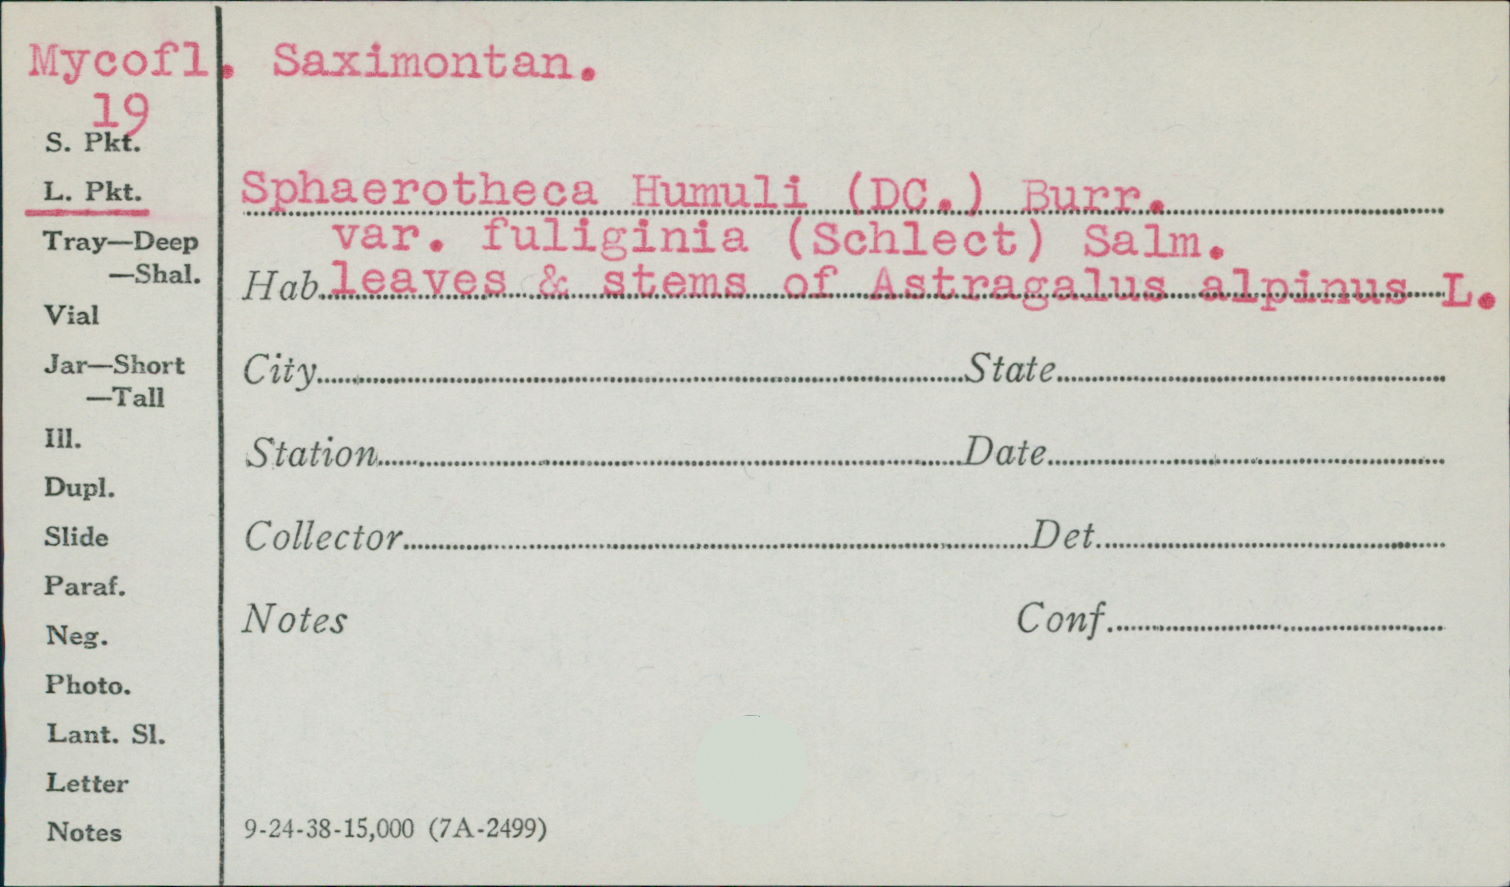 Mycofl. Saximontan.
19
S. Pkt.
L. Pkt.
Sphaerotheca Humuli (DC.) Burr.
var. fuliginia (Schlect) Salm.
Tray—Deep
—Shal.
Hab. leaves & stems of Astragalus alpinus L.
Vial
Jar—Short
—Tall
City State
Ill.
Station Date
Dupl.
Slide
Collector Det.
Paraf.
Neg.
Notes Conf.
Photo.
Lant. Sl.
Letter
Notes
9-24-38-15,000 (7A-2499)